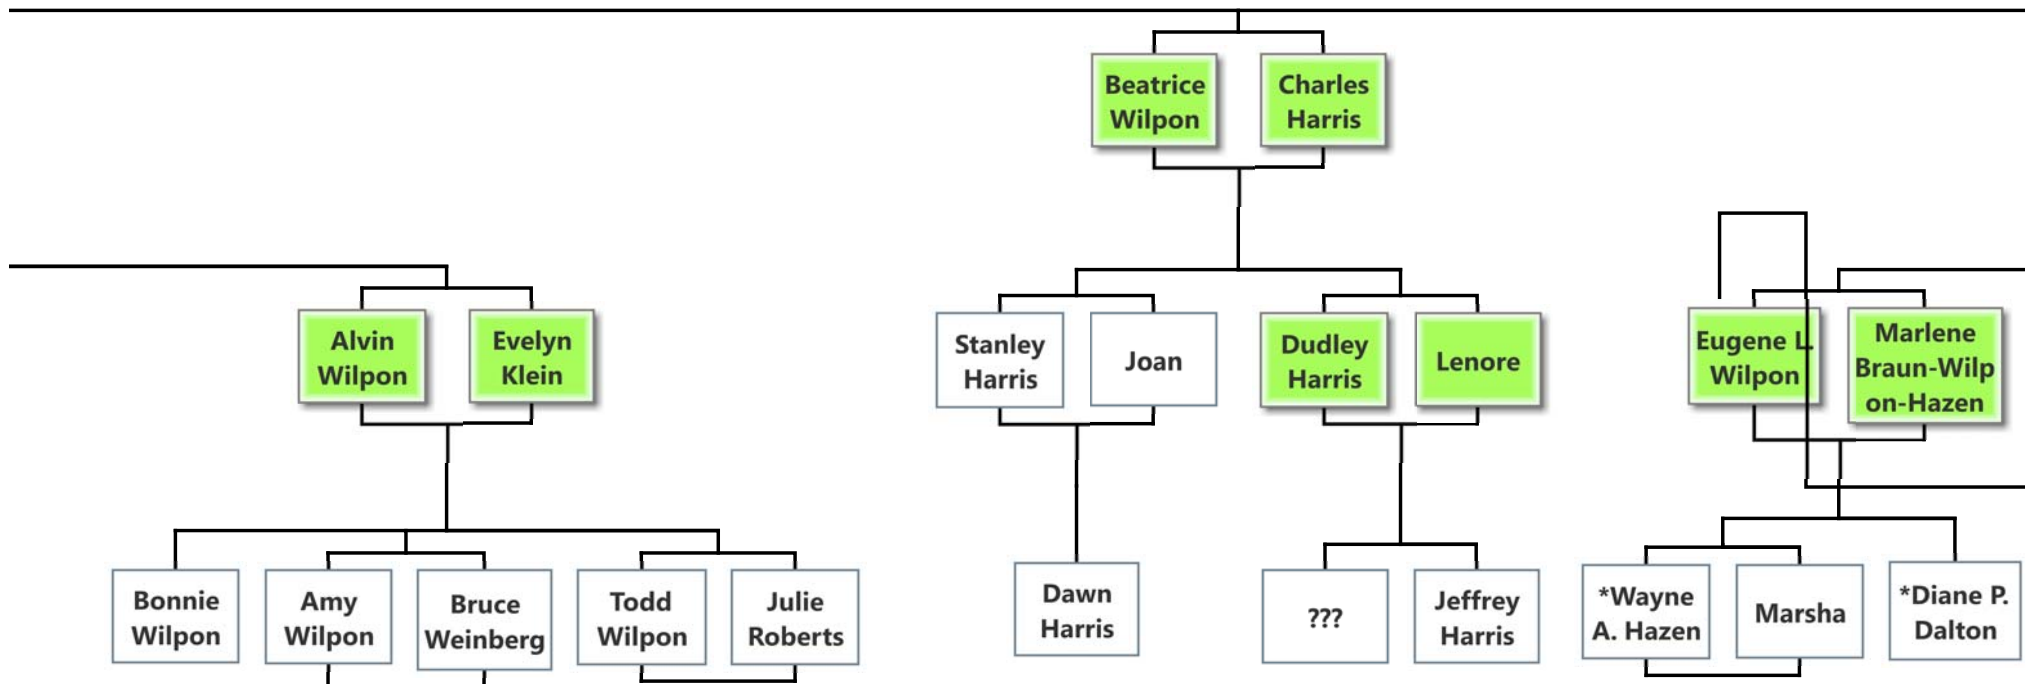 Beatrice
Wilpon
Charles
Harris
Alvin
Wilpon
Evelyn
Klein
Stanley
Harris
Joan
Dudley
Harris
Lenore
Eugene L.
Wilpon
Marlene
Braun-Wilp
on-Hazen
Bonnie
Wilpon
Amy
Wilpon
Bruce
Weinberg
Todd
Wilpon
Julie
Roberts
Dawn
Harris
???
Jeffrey
Harris
*Wayne
A. Hazen
Marsha
*Diane P.
Dalton